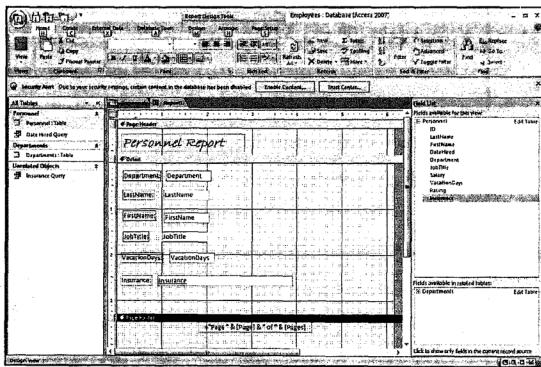 Report Design Tools
Employees : Database (Access 2007)
Home
External Data
Database Tools
View
Paste
Cut
Copy
Format Painter
Refresh All
New
Save
Delete
Totals
Spelling
More
Filter
Selection
Advanced
Toggle Filter
Find
Replace
Go To
Select
Views
Clipboard
Font
Rich Text
Records
Sort & Filter
Find
Security Alert Due to your security settings, certain content in the database has been disabled
Enable Content...
Trust Center...
All Tables
Personnel
Personnel : Table
Date Hired Query
Departments
Departments : Table
Unrelated Objects
Insurance Query
Page Header
Personnel Report
Detail
Department: Department
LastName: LastName
FirstName: FirstName
JobTitle: JobTitle
VacationDays: VacationDays
Insurance: Insurance
Page Footer
="Page " & [Page] & " of " & [Pages]
Field List
Fields available for this view:
Personnel Edit Table
ID
LastName
FirstName
DateHired
Department
JobTitle
Salary
VacationDays
Rating
Insurance
Fields available in related tables:
Departments Edit Table
Click to show only fields in the current record source
Design View